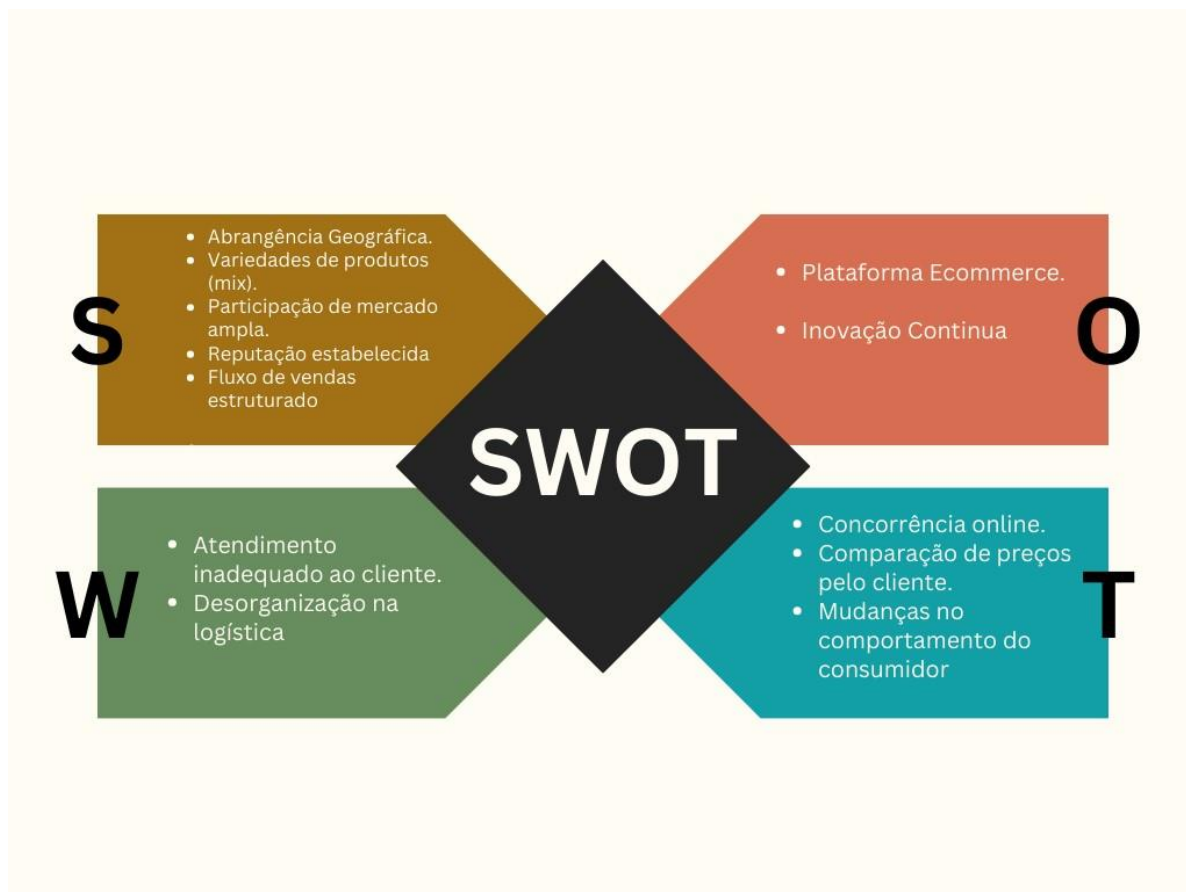 S
• Abrangência Geográfica.
• Variedades de produtos
(mix).
• Participação de mercado
ampla.
• Reputação estabelecida
• Fluxo de vendas
estruturado
O
• Plataforma Ecommerce.
• Inovação Continua
SWOT
W
• Atendimento
inadequado ao cliente.
• Desorganização na
logística
T
• Concorrência online.
• Comparação de preços
pelo cliente.
• Mudanças no
comportamento do
consumidor